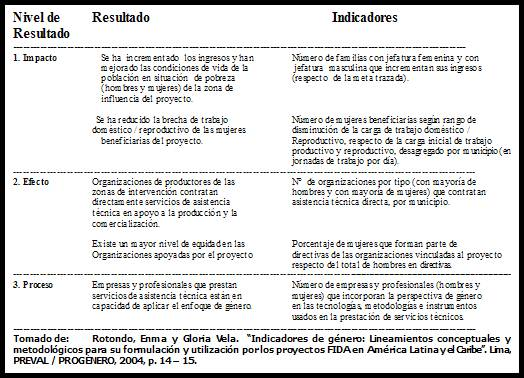 Nivel de Resultado Indicadores
Resultado
1. Impacto Se ha incrementado los ingresos y han Número de familias con jefatura femenina y con
mejorado las condiciones de vida de la jefatura masculina que incrementan sus ingresos
población en situación de pobreza (respecto de la meta trazada).
(hombres y mujeres) de la zona de
influencia del proyecto.
Se ha reducido la brecha de trabajo Número de mujeres beneficiarias según rango de
doméstico / reproductivo de las mujeres disminución de la carga de trabajo doméstico /
beneficiarias del proyecto. Reproductivo, respecto de la carga inicial de trabajo
productivo y reproductivo, desagregado por municipio (en
jornadas de trabajo por día).
2. Efecto Organizaciones de productores de las Nº de organizaciones por tipo (con mayoría de
zonas de intervención contratan hombres y con mayoría de mujeres) que contratan
directamente servicios de asistencia asistencia técnica directa, por municipio.
técnica en apoyo a la producción y la
comercialización.
Existe un mayor nivel de equidad en las Porcentaje de mujeres que forman parte de
Organizaciones apoyadas por el proyecto directivas de las organizaciones vinculadas al proyecto
respecto del total de hombres en directivas.
3. Proceso Empresas y profesionales que prestan Número de empresas y profesionales (hombres y
servicios de asistencia técnica están en mujeres) que incorporan la perspectiva de género
capacidad de aplicar el enfoque de género. en las tecnologías, metodologías e instrumentos
usados en la prestación de servicios técnicos.
Tomado de: Rotondo, Enma y Gloria Vela. "Indicadores de género: Lineamientos conceptuales y
metodológicos para su formulación y utilización por los proyectos FIDA en América Latina y el Caribe". Lima,
PREVAL / PROGENERO, 2004, p. 14 – 15.